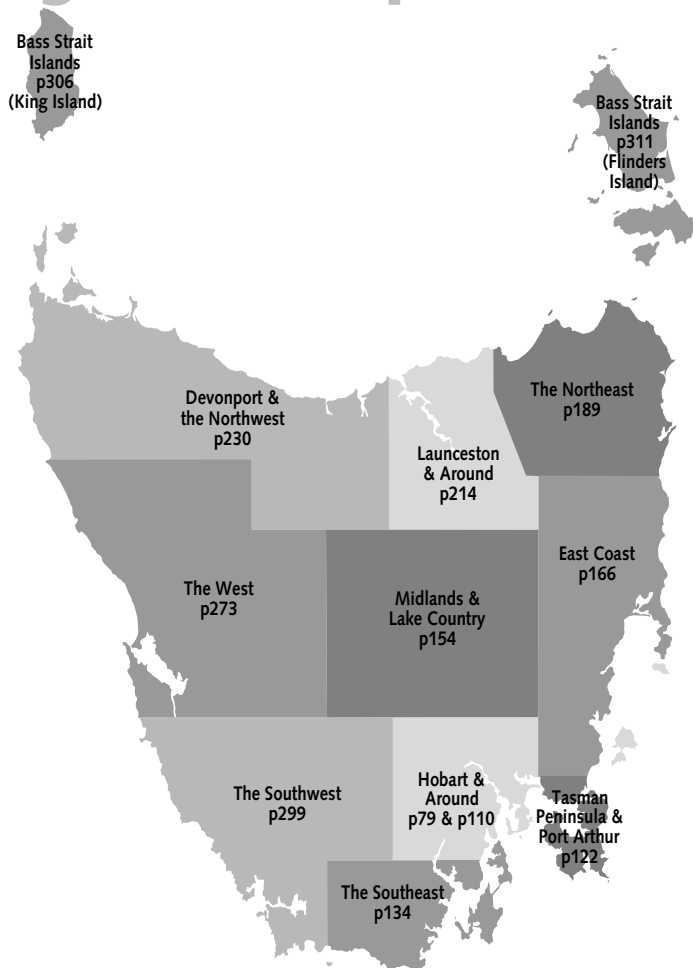 Bass Strait
Islands
p306
(King Island)
Bass Strait
Islands
p311
(Flinders
Island)
Devonport &
the Northwest
p230
Launceston
& Around
p214
The Northeast
p189
The West
p273
Midlands &
Lake Country
p154
East Coast
p166
The Southwest
p299
Hobart &
Around
p79 & p110
Tasman
Peninsula &
Port Arthur
p122
The Southeast
p134